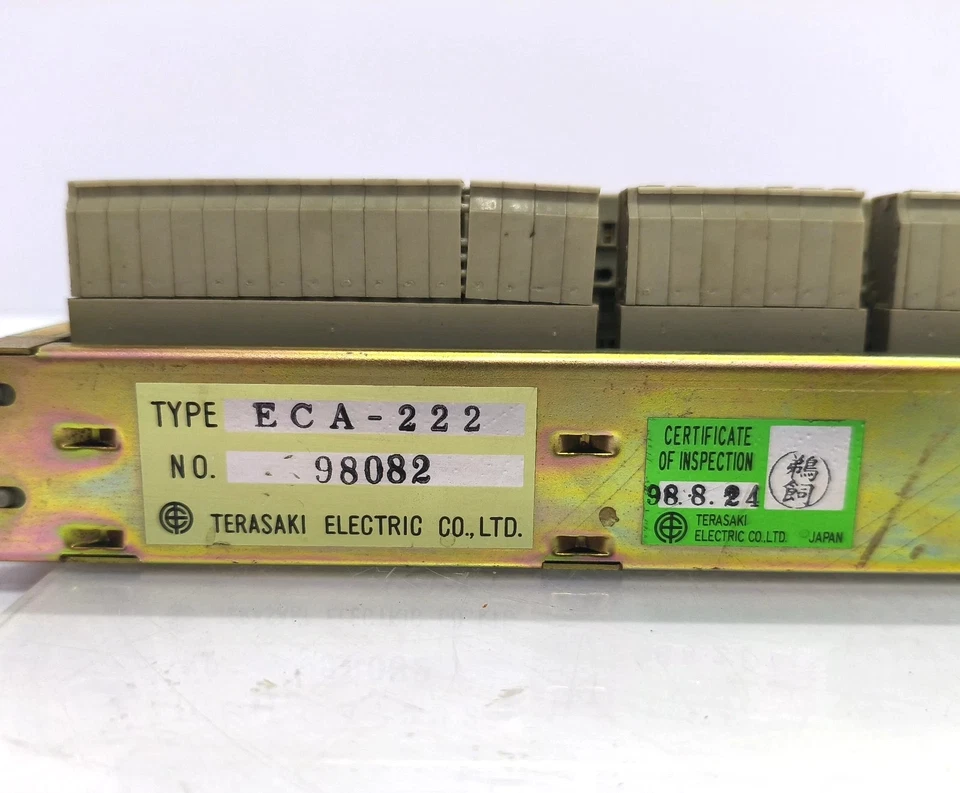 TYPE ECA-222
NO. 98082
TERASAKI ELECTRIC CO.,LTD.
CERTIFICATE
OF INSPECTION
98.8.24
鵜飼
TERASAKI
ELECTRIC CO.LTD. JAPAN
20